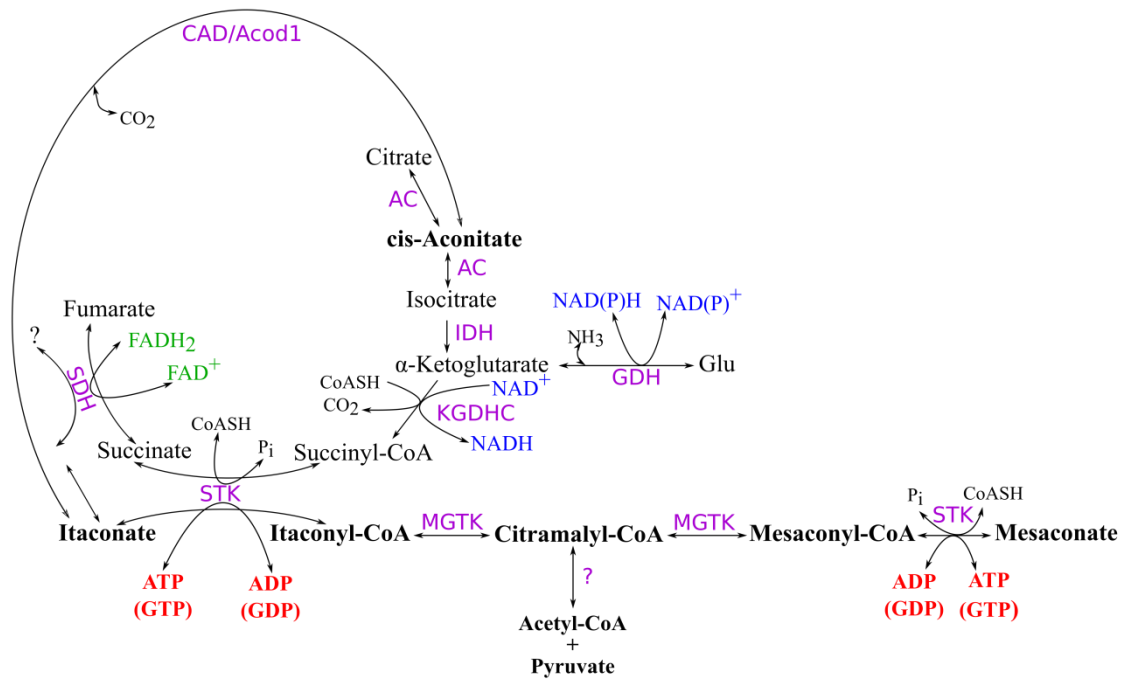 CAD/Acod1
CO2
Citrate
AC
cis-Aconitate
AC
Isocitrate
NAD(P)H
NAD(P)+
Fumarate
?
FADH2
IDH
NH3
α-Ketoglutarate
Glu
FAD+
SDH
GDH
CoASH
NAD+
CO2
KGDHC
CoASH
NADH
Succinate
Pi
Succinyl-CoA
STK
Pi
CoASH
STK
Itaconate
Itaconyl-CoA
MGTK
Citramalyl-CoA
MGTK
Mesaconyl-CoA
Mesaconate
ATP
(GTP)
ADP
(GDP)
?
ADP
(GDP)
ATP
(GTP)
Acetyl-CoA
+
Pyruvate